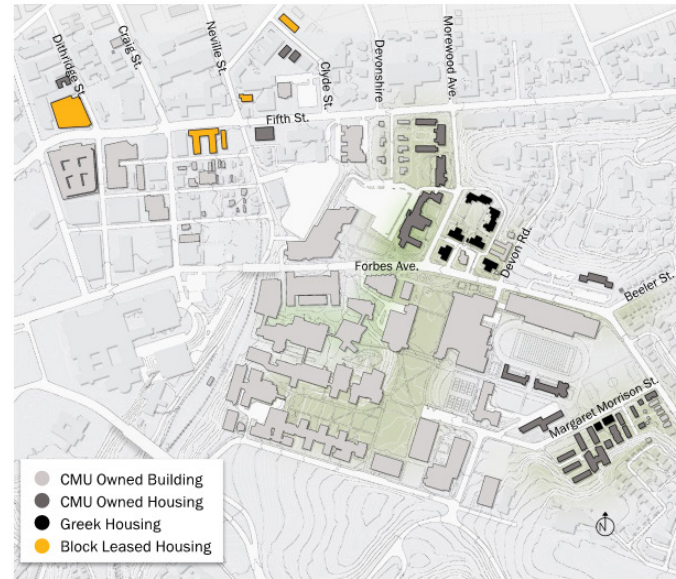 Dithridge St.
Craig St.
Neville St.
Clyde St.
Devonshire
Morewood Ave.
Fifth St.
Forbes Ave.
Devon Rd.
Beeler St.
Margaret Morrison St.
CMU Owned Building
CMU Owned Housing
Greek Housing
Block Leased Housing
N